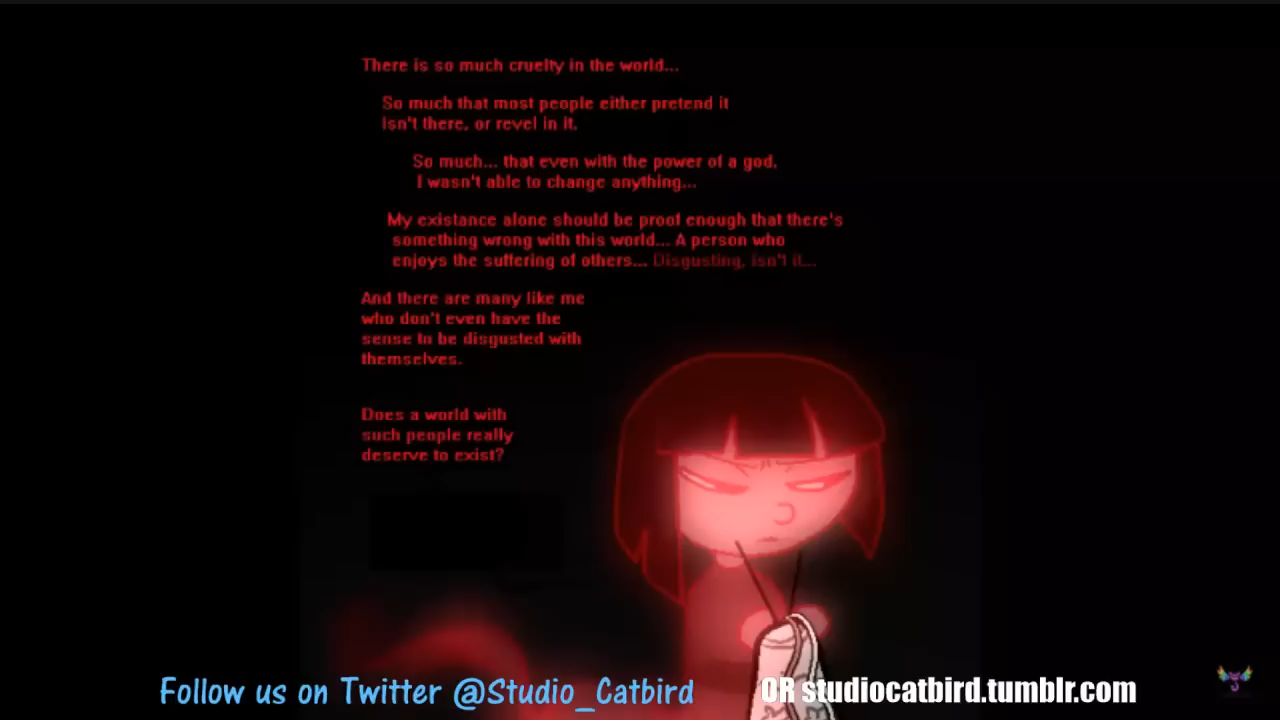 There is so much cruelty in the world...
So much that most people either pretend it
isn't there, or revel in it.
So much... that even with the power of a god,
I wasn't able to change anything...
My existance alone should be proof enough that there's
something wrong with this world... A person who
enjoys the suffering of others... Disgusting, isn't it...
And there are many like me
who don't even have the
sense to be disgusted with
themselves.
Does a world with
such people really
deserve to exist?
Follow us on Twitter @Studio_Catbird OR studiocatbird.tumblr.com